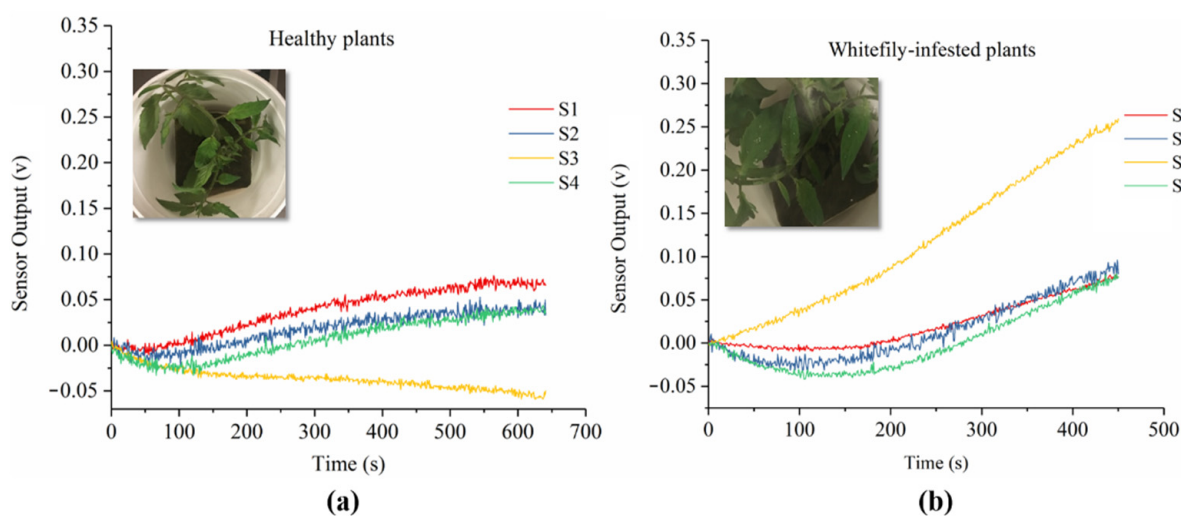 Healthy plants
0.35
0.30
0.25
0.20
0.15
0.10
0.05
0.00
−0.05
Sensor Output (v)
S1
S2
S3
S4
0 100 200 300 400 500 600 700
Time (s)
(a)
Whitefily-infested plants
0.35
0.30
0.25
0.20
0.15
0.10
0.05
0.00
−0.05
Sensor Output (v)
S
S
S
S
0 100 200 300 400 500
Time (s)
(b)